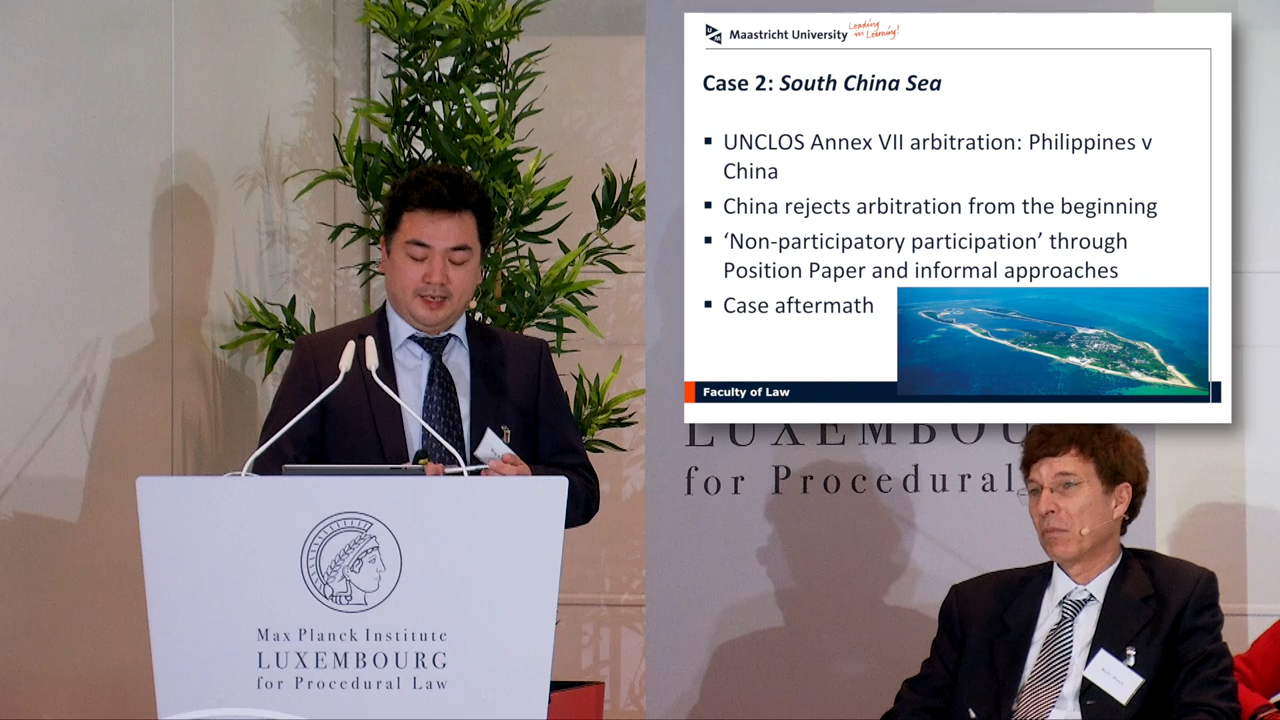 Maastricht University
Leading
in Learning!
Case 2: South China Sea
▪ UNCLOS Annex VII arbitration: Philippines v
China
▪ China rejects arbitration from the beginning
▪ ‘Non-participatory participation’ through
Position Paper and informal approaches
▪ Case aftermath
Faculty of Law
LUXEMBOU
for Procedural
Max Planck Institute
LUXEMBOURG
for Procedural Law